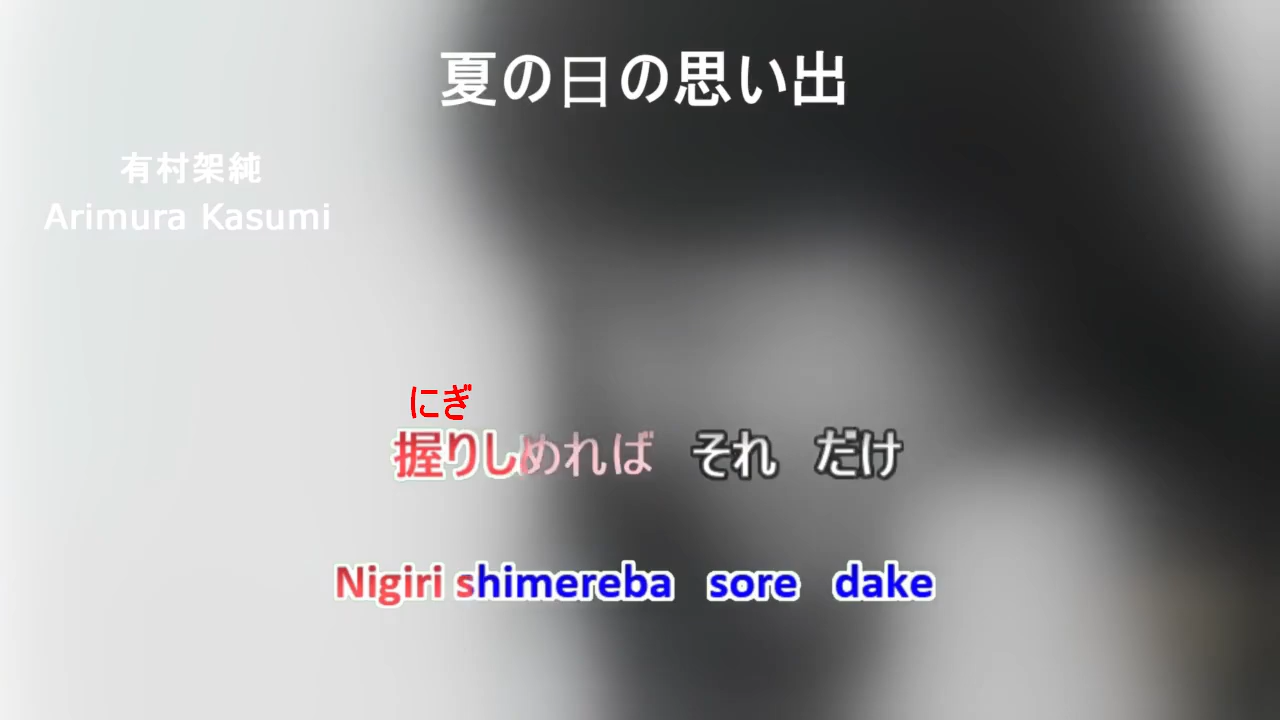 夏の日の思い出
有村架純
Arimura Kasumi
にぎ
握りしめれば それ だけ
Nigiri shimereba sore dake